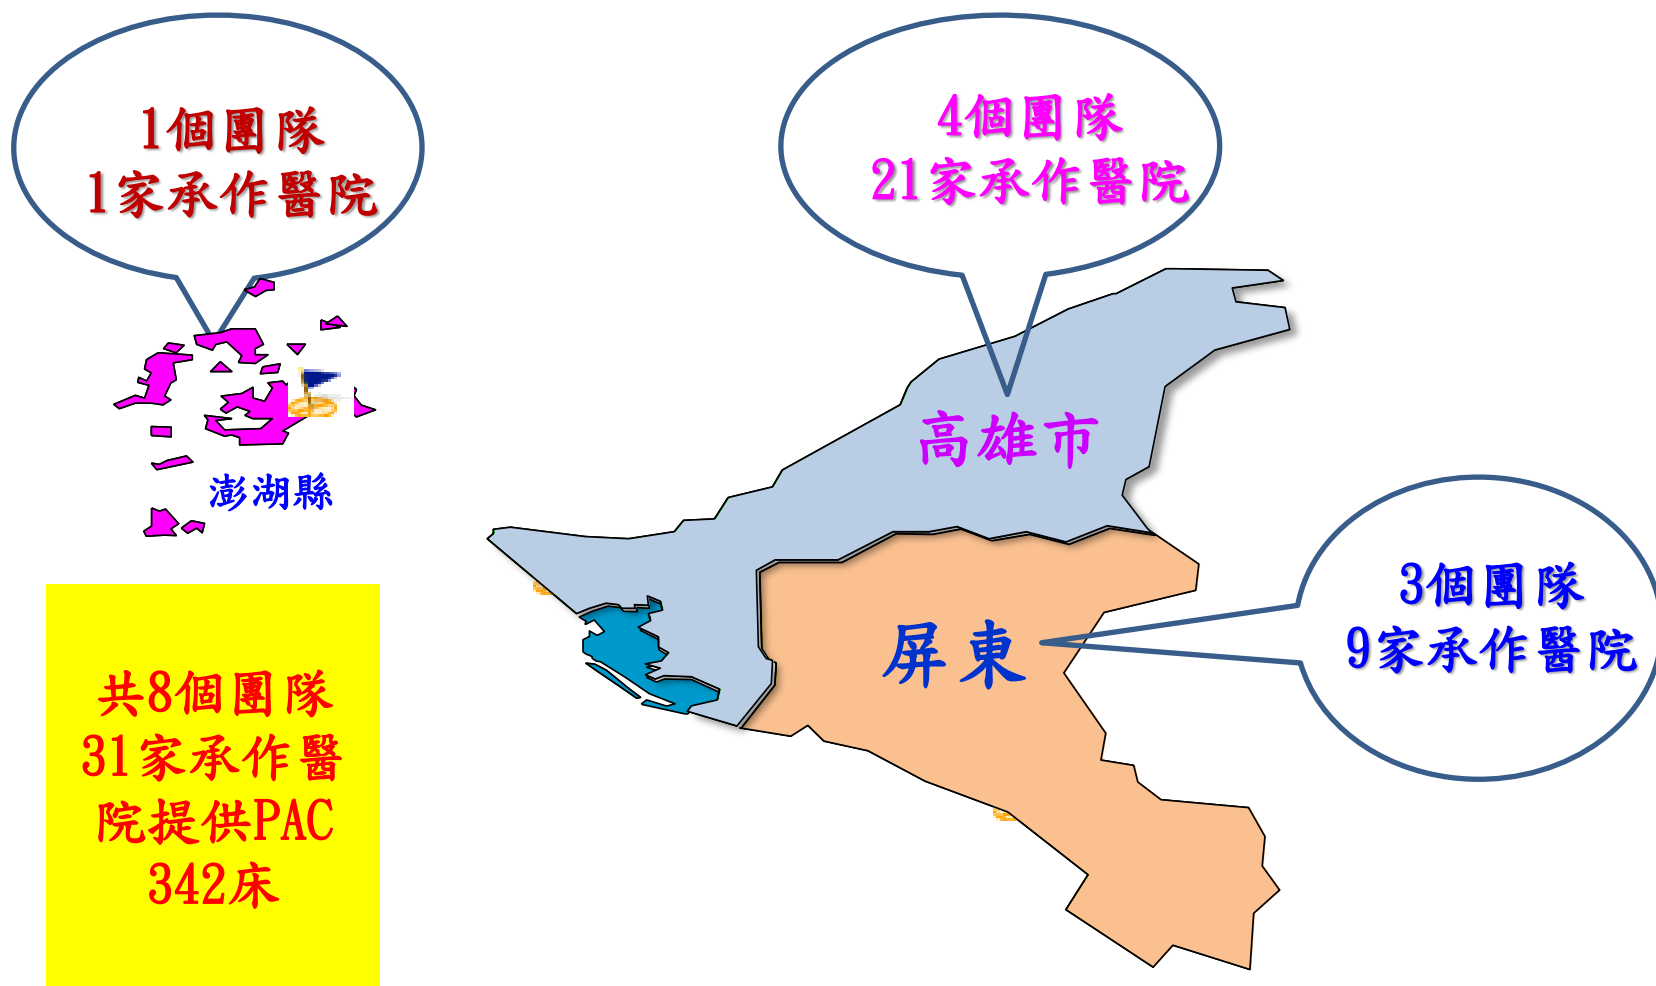 1個團隊
1家承作醫院
4個團隊
21家承作醫院
高雄市
澎湖縣
3個團隊
9家承作醫院
屏東
共8個團隊
31家承作醫
院提供PAC
342床